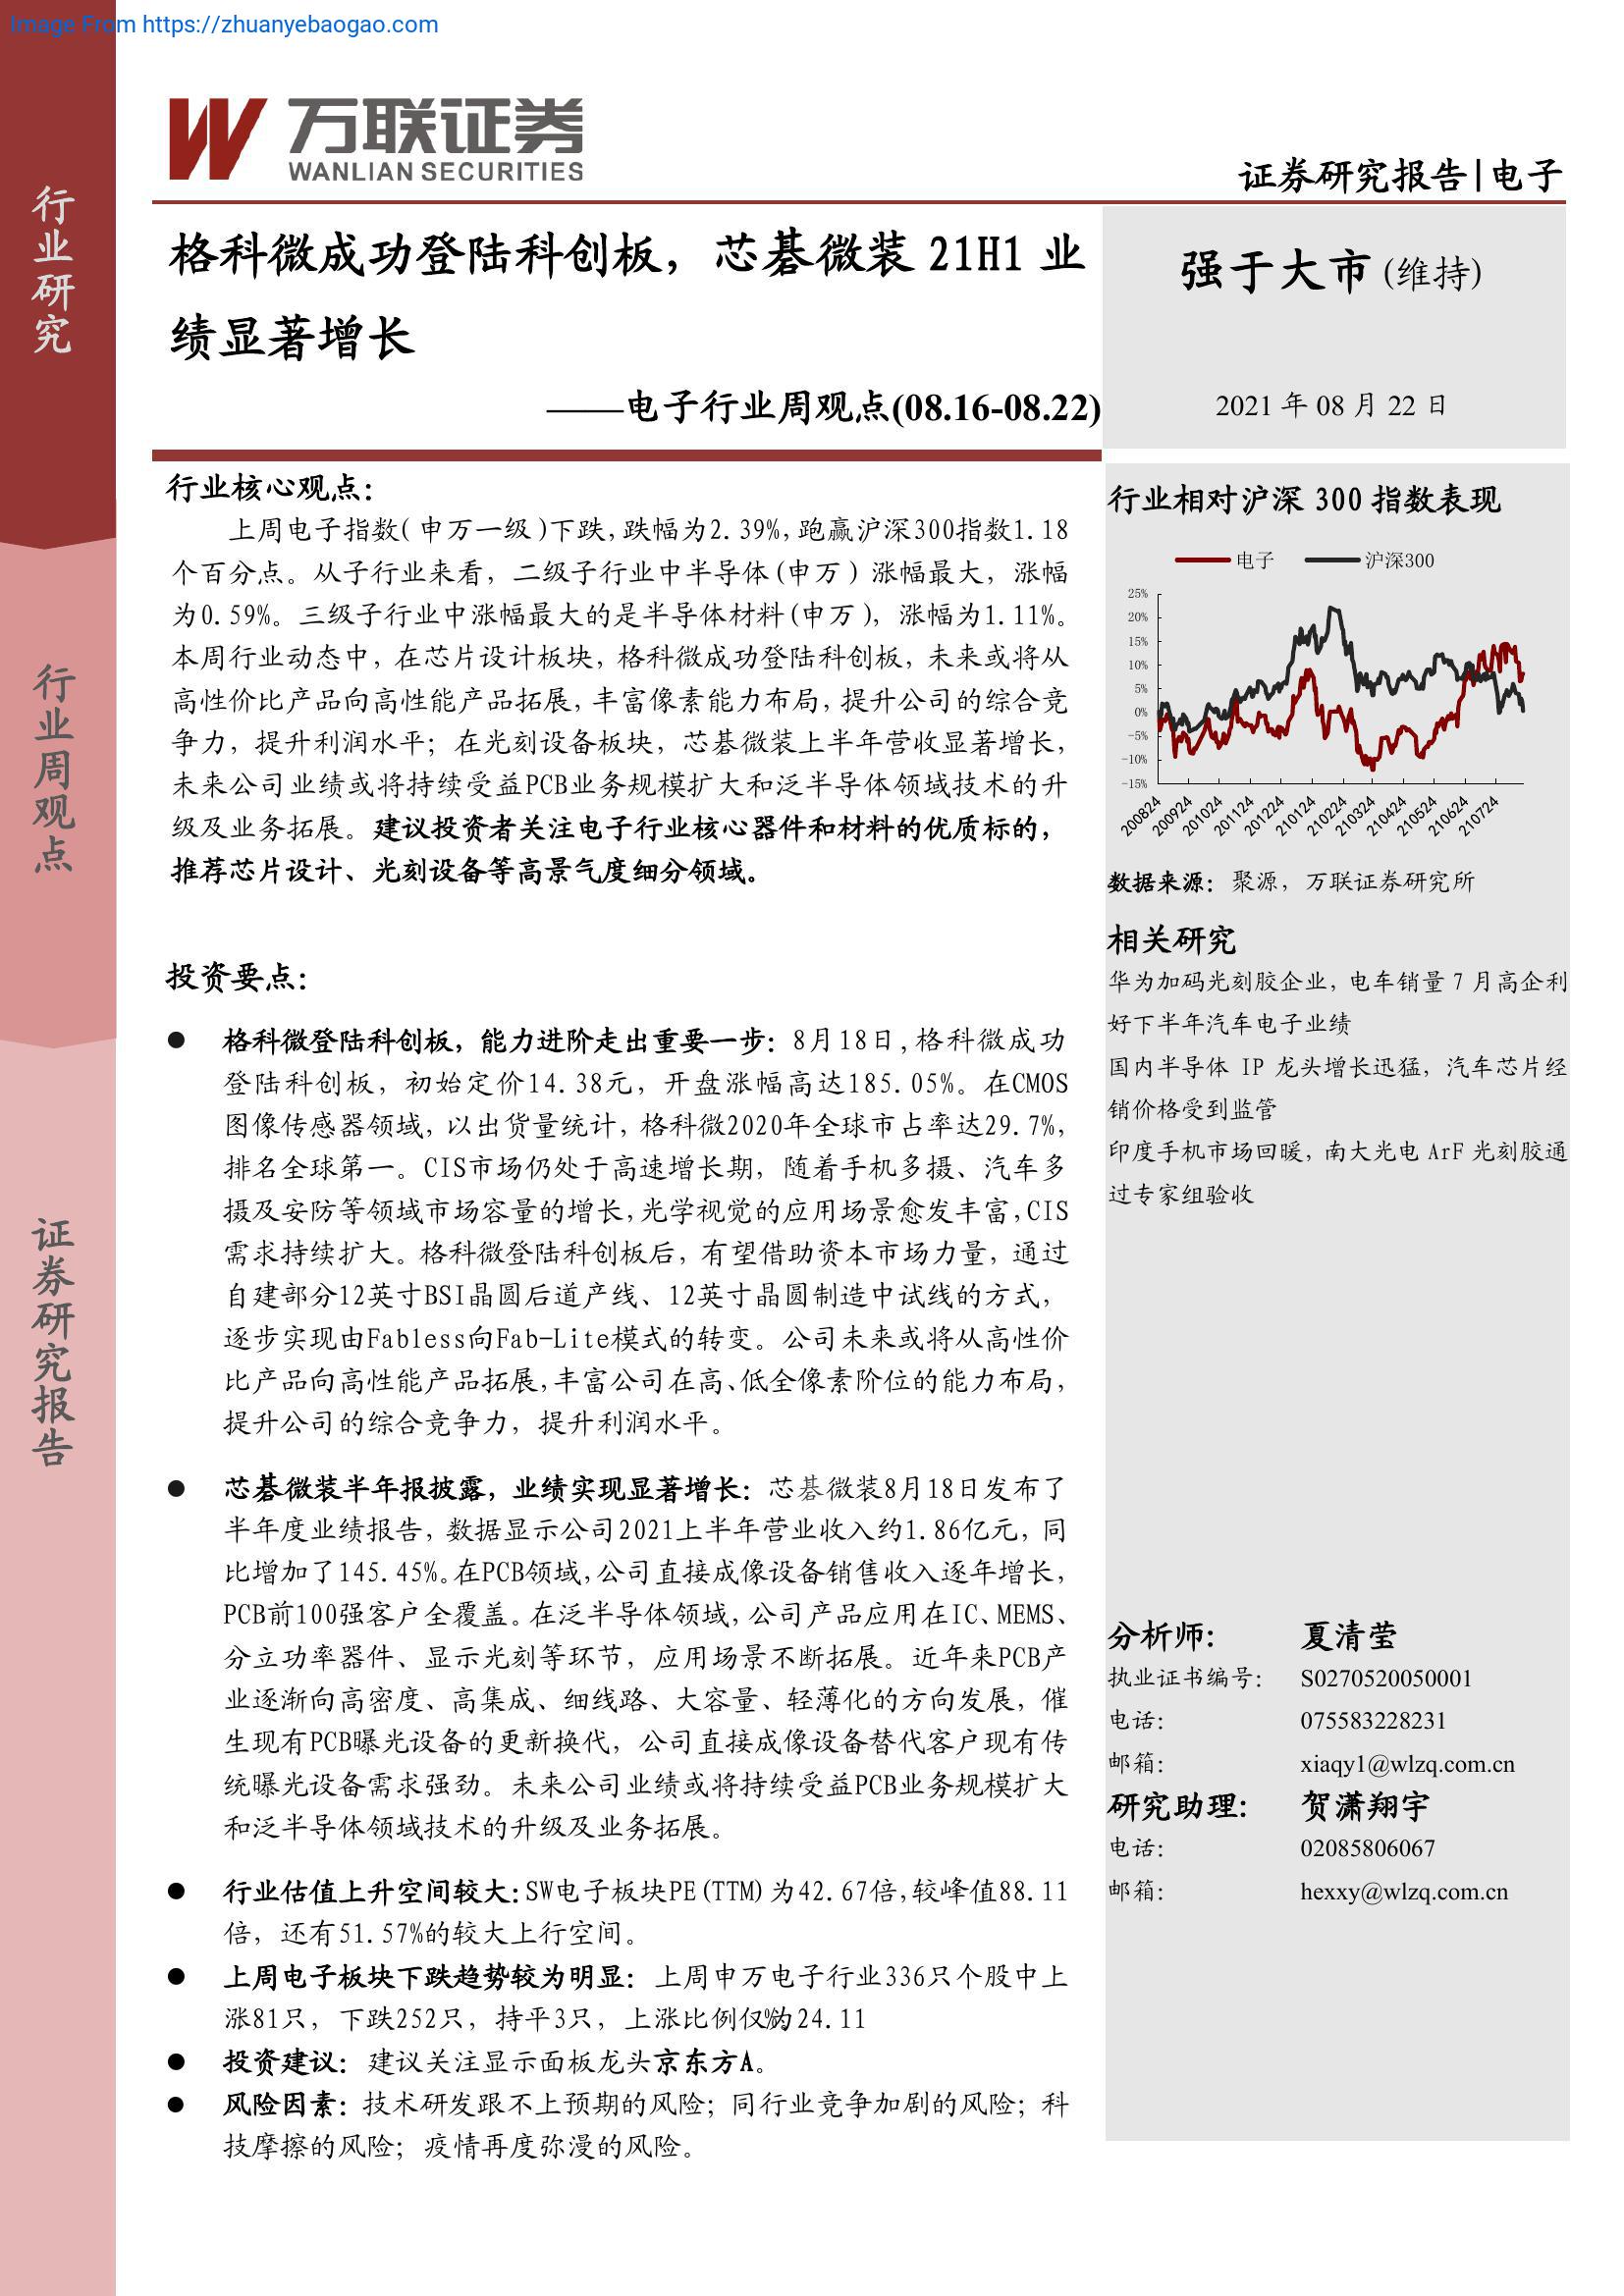 Image From https://zhuanyebaogao.com
万联证券
WANLIAN SECURITIES
证券研究报告|电子
行业研究
行业周观点
证券研究报告
格科微成功登陆科创板，芯碁微装 21H1 业
绩显著增长
——电子行业周观点(08.16-08.22)
强于大市(维持)
2021 年 08 月 22 日
行业核心观点：
上周电子指数(申万一级)下跌,跌幅为2.39%,跑赢沪深300指数1.18
个百分点。从子行业来看，二级子行业中半导体(申万)涨幅最大，涨幅
为0.59%。三级子行业中涨幅最大的是半导体材料(申万)，涨幅为1.11%。
本周行业动态中，在芯片设计板块，格科微成功登陆科创板，未来或将从
高性价比产品向高性能产品拓展，丰富像素能力布局，提升公司的综合竞
争力，提升利润水平；在光刻设备板块，芯碁微装上半年营收显著增长，
未来公司业绩或将持续受益PCB业务规模扩大和泛半导体领域技术的升
级及业务拓展。建议投资者关注电子行业核心器件和材料的优质标的，
推荐芯片设计、光刻设备等高景气度细分领域。
投资要点：
● 格科微登陆科创板，能力进阶走出重要一步：8月18日,格科微成功
登陆科创板，初始定价14.38元，开盘涨幅高达185.05%。在CMOS
图像传感器领域，以出货量统计，格科微2020年全球市占率达29.7%，
排名全球第一。CIS市场仍处于高速增长期，随着手机多摄、汽车多
摄及安防等领域市场容量的增长,光学视觉的应用场景愈发丰富,CIS
需求持续扩大。格科微登陆科创板后，有望借助资本市场力量，通过
自建部分12英寸BSI晶圆后道产线、12英寸晶圆制造中试线的方式，
逐步实现由Fabless向Fab-Lite模式的转变。公司未来或将从高性价
比产品向高性能产品拓展,丰富公司在高、低全像素阶位的能力布局，
提升公司的综合竞争力，提升利润水平。
● 芯碁微装半年报披露，业绩实现显著增长：芯碁微装8月18日发布了
半年度业绩报告，数据显示公司2021上半年营业收入约1.86亿元，同
比增加了145.45%。在PCB领域,公司直接成像设备销售收入逐年增长，
PCB前100强客户全覆盖。在泛半导体领域，公司产品应用在IC、MEMS、
分立功率器件、显示光刻等环节，应用场景不断拓展。近年来PCB产
业逐渐向高密度、高集成、细线路、大容量、轻薄化的方向发展，催
生现有PCB曝光设备的更新换代，公司直接成像设备替代客户现有传
统曝光设备需求强劲。未来公司业绩或将持续受益PCB业务规模扩大
和泛半导体领域技术的升级及业务拓展。
● 行业估值上升空间较大：SW电子板块PE(TTM)为42.67倍,较峰值88.11
倍，还有51.57%的较大上行空间。
● 上周电子板块下跌趋势较为明显：上周申万电子行业336只个股中上
涨81只，下跌252只，持平3只，上涨比例仅为24.11%
● 投资建议：建议关注显示面板龙头京东方A。
● 风险因素：技术研发跟不上预期的风险；同行业竞争加剧的风险；科
技摩擦的风险；疫情再度弥漫的风险。
行业相对沪深 300 指数表现
电子 沪深300
25%
20%
15%
10%
5%
0%
-5%
-10%
-15%
200824 200924 201024 201124 201224 210124 210224 210324 210424 210524 210624 210724
数据来源：聚源，万联证券研究所
相关研究
华为加码光刻胶企业，电车销量 7 月高企利
好下半年汽车电子业绩
国内半导体 IP 龙头增长迅猛，汽车芯片经
销价格受到监管
印度手机市场回暖，南大光电 ArF 光刻胶通
过专家组验收
分析师： 夏清莹
执业证书编号： S0270520050001
电话： 075583228231
邮箱： xiaqy1@wlzq.com.cn
研究助理： 贺潇翔宇
电话： 02085806067
邮箱： hexxy@wlzq.com.cn